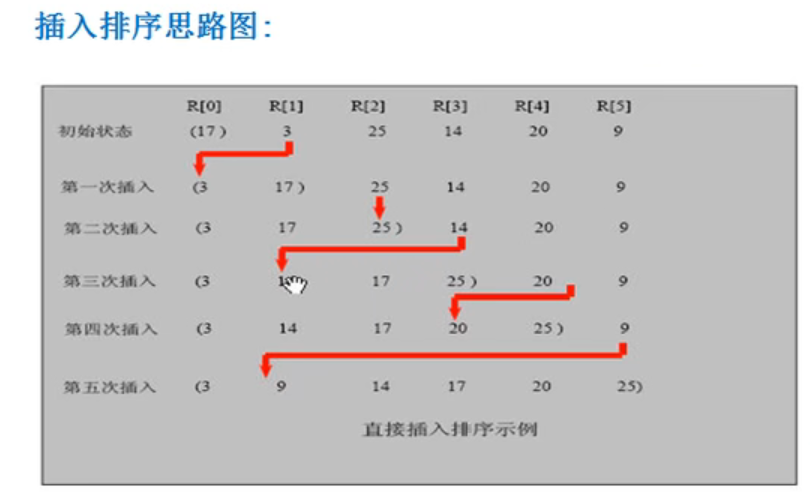 插入排序思路图：
R[0] R[1] R[2] R[3] R[4] R[5]
初始状态 (17) 3 25 14 20 9
第一次插入 (3 17) 25 14 20 9
第二次插入 (3 17 25) 14 20 9
第三次插入 (3 17 25) 20 9
第四次插入 (3 14 17 20 25) 9
第五次插入 (3 9 14 17 20 25)
直接插入排序示例